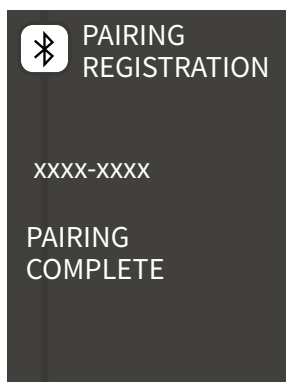 PAIRING
REGISTRATION
xxxx-xxxx
PAIRING
COMPLETE